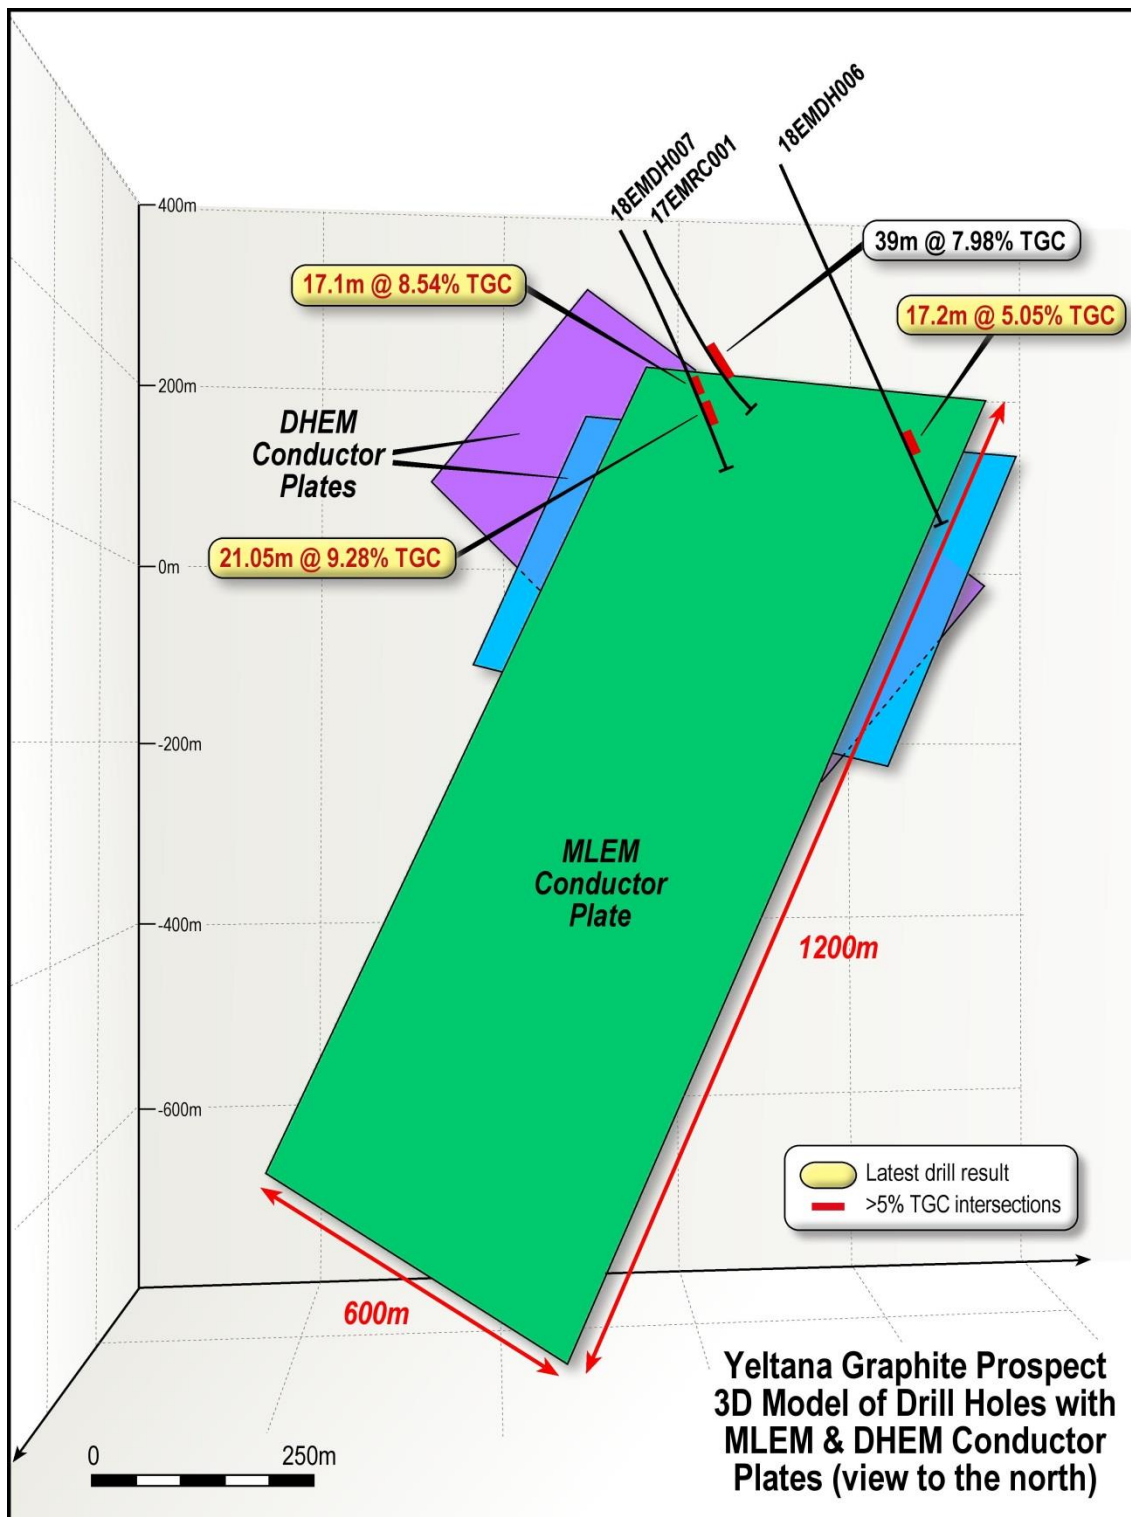 18EMDH006
18EMDH007
17EMRC001
400m
39m @ 7.98% TGC
17.1m @ 8.54% TGC
17.2m @ 5.05% TGC
200m
DHEM
Conductor
Plates
21.05m @ 9.28% TGC
0m
-200m
MLEM
Conductor
Plate
-400m
1200m
-600m
Latest drill result
>5% TGC intersections
600m
Yeltana Graphite Prospect
3D Model of Drill Holes with
MLEM & DHEM Conductor
Plates (view to the north)
0 250m